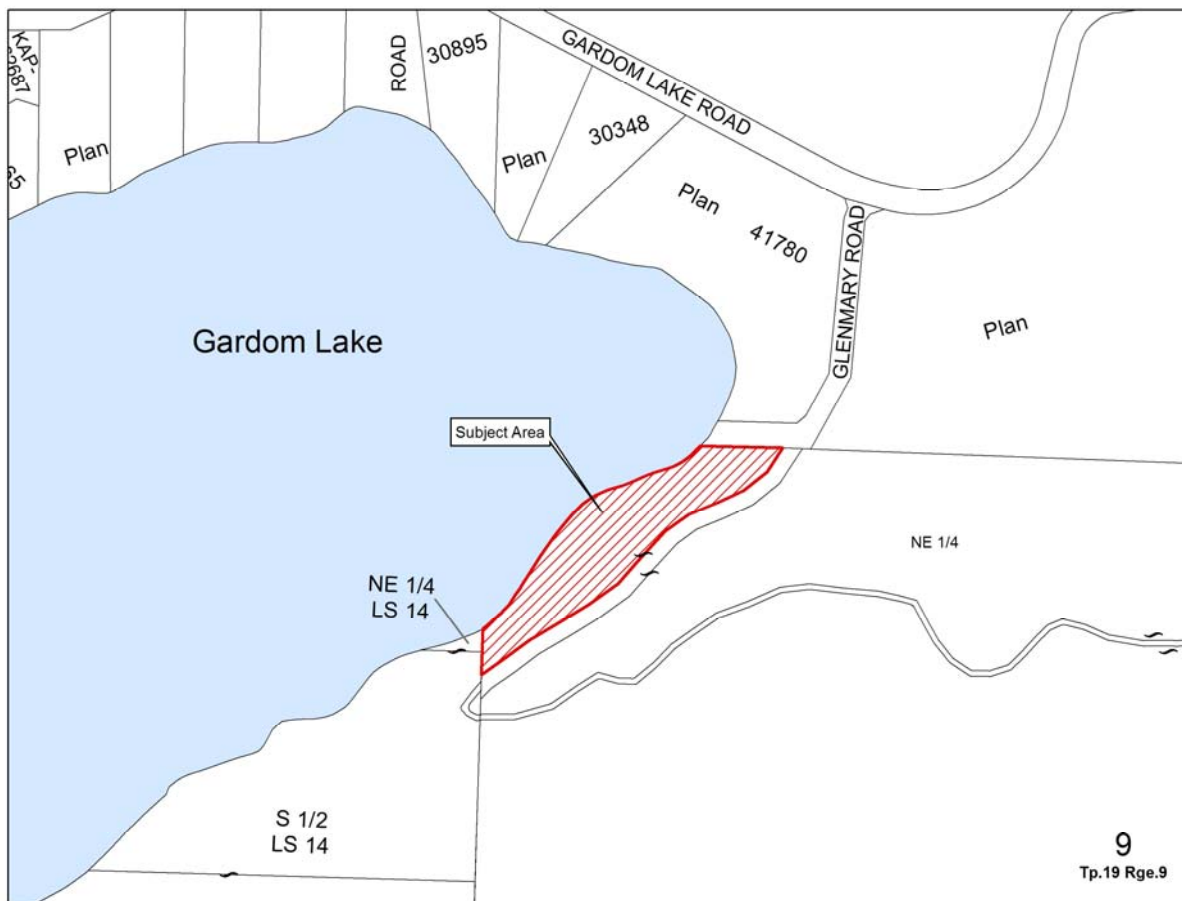 KAP-
ROAD
30895
GARDOM LAKE ROAD
Plan
Plan
30348
Plan
41780
GLENMARY ROAD
Plan
Gardom Lake
Subject Area
NE 1/4
NE 1/4
LS 14
S 1/2
LS 14
9
Tp.19 Rge.9